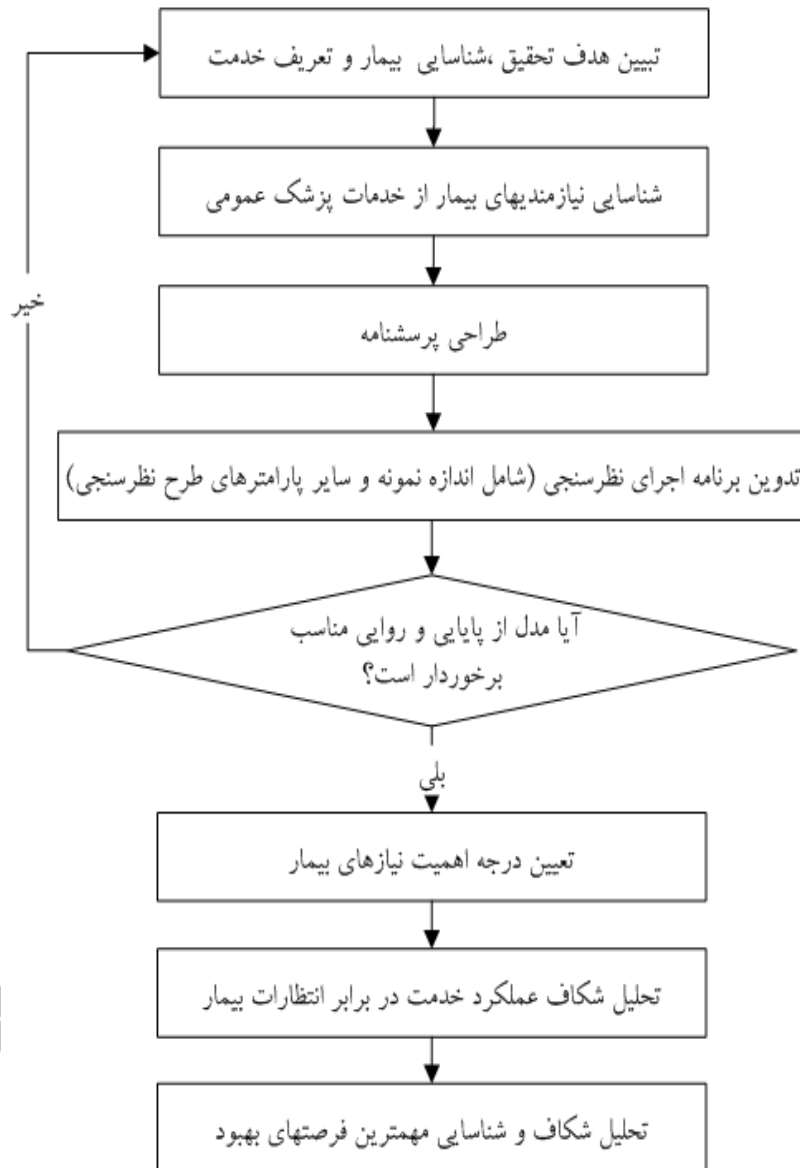 تبیین هدف تحقیق ،شناسایی بیمار و تعریف خدمت
شناسایی نیازمندیهای بیمار از خدمات پزشک عمومی
خیر
طراحی پرسشنامه
تدوین برنامه اجرای نظرسنجی (شامل اندازه نمونه و سایر پارامترهای طرح نظرسنجی)
آیا مدل از پایایی و روایی مناسب
برخوردار است؟
بلی
تعیین درجه اهمیت نیازهای بیمار
تحلیل شکاف عملکرد خدمت در برابر انتظارات بیمار
تحلیل شکاف و شناسایی مهمترین فرصتهای بهبود